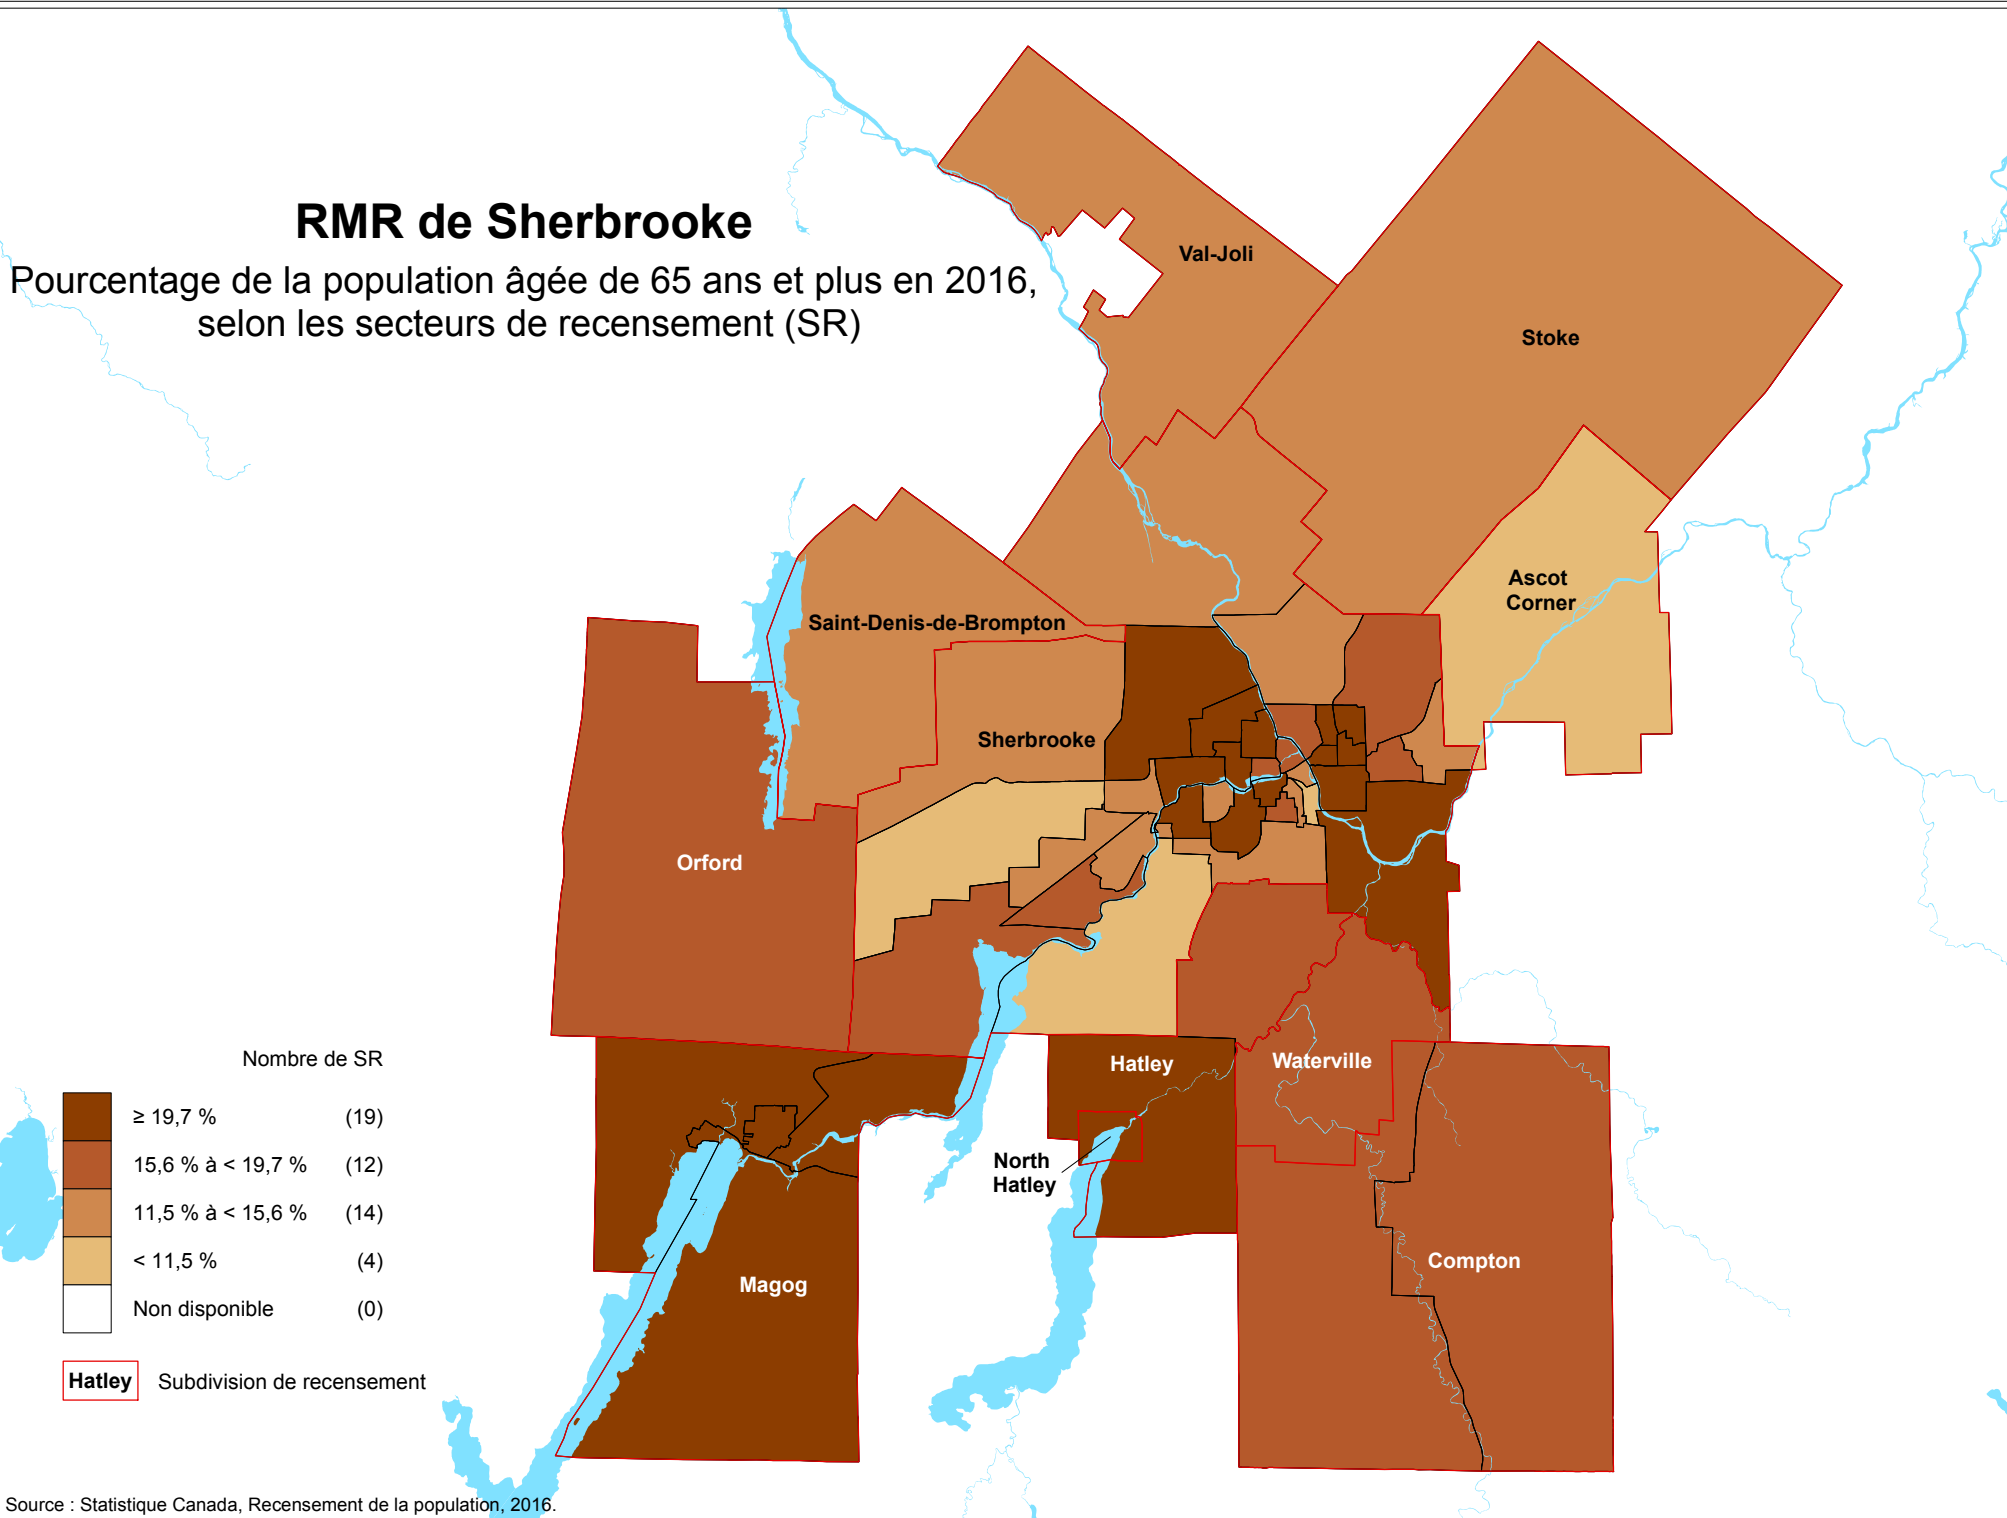 RMR de Sherbrooke
Pourcentage de la population âgée de 65 ans et plus en 2016,
selon les secteurs de recensement (SR)
Val-Joli
Stoke
Ascot
Corner
Saint-Denis-de-Brompton
Sherbrooke
Orford
Hatley
Waterville
North
Hatley
Compton
Magog
Nombre de SR
≥ 19,7 % (19)
15,6 % à < 19,7 % (12)
11,5 % à < 15,6 % (14)
< 11,5 % (4)
Non disponible (0)
Hatley Subdivision de recensement
Source : Statistique Canada, Recensement de la population, 2016.